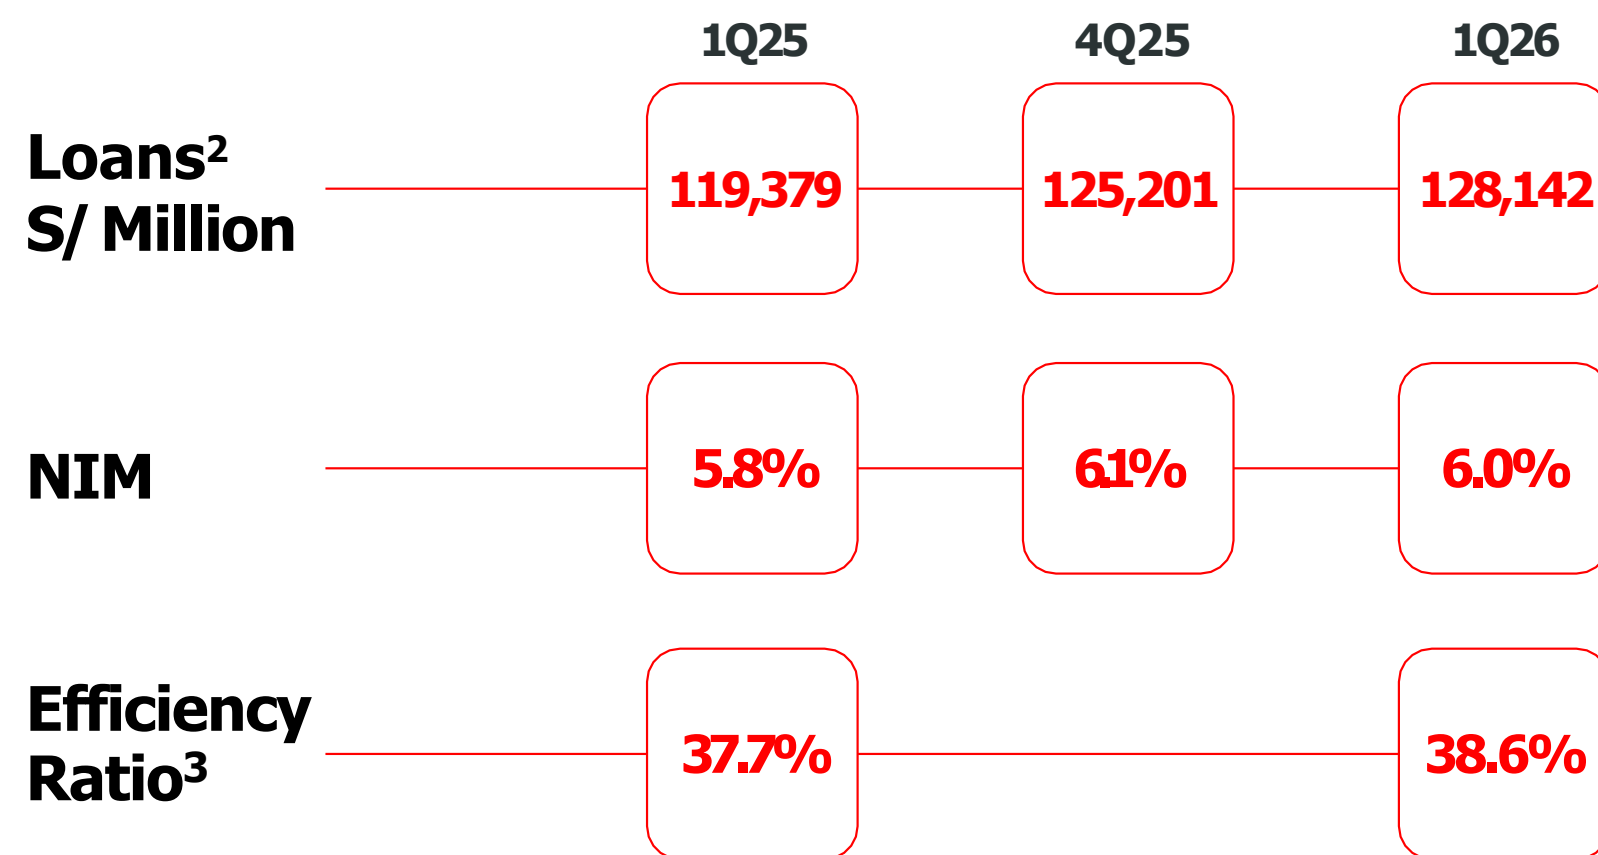 1Q25 4Q25 1Q26
Loans²
S/ Million
119,379 125,201 128,142
NIM
5.8% 6.1% 6.0%
Efficiency
Ratio³
37.7% 38.6%